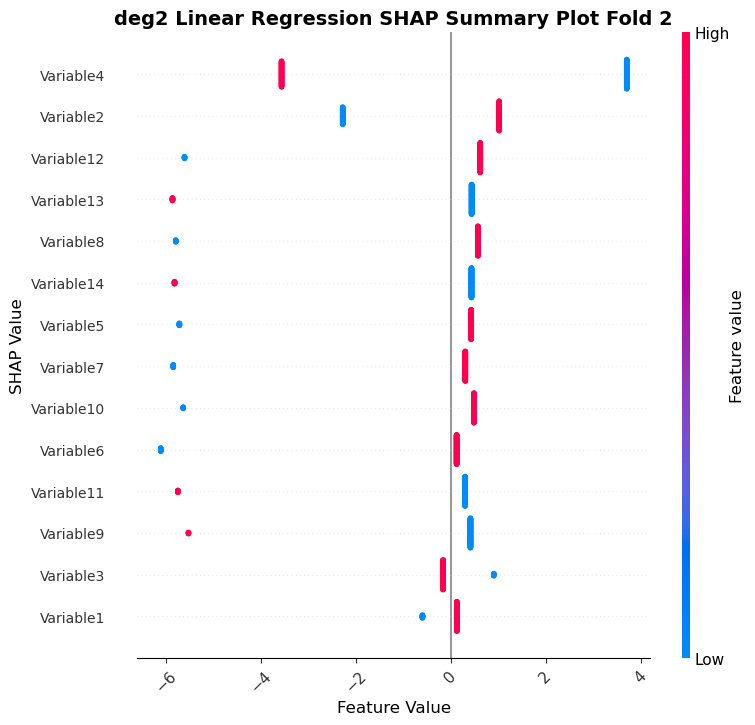 deg2 Linear Regression SHAP Summary Plot Fold 2
High
Variable4
Variable2
Variable12
Variable13
Variable8
Variable14
Variable5
Variable7
Variable10
Variable6
Variable11
Variable9
Variable3
Variable1
SHAP Value
Feature value
Low
−6 −4 −2 0 2 4
Feature Value